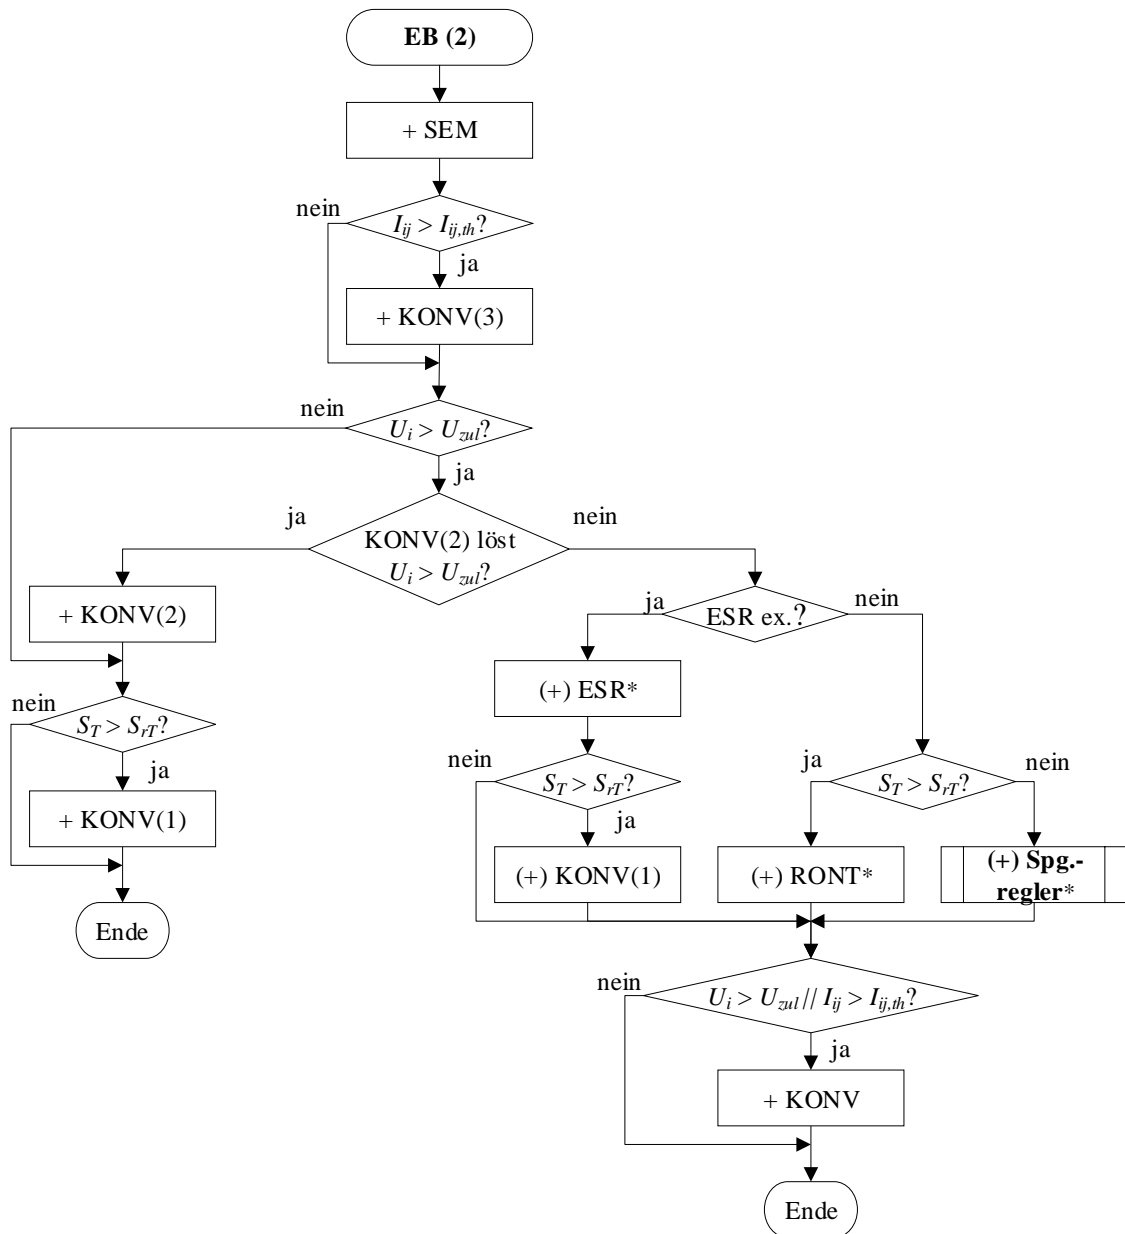 EB (2)
+ SEM
nein
I_ij > I_ij,th?
ja
+ KONV(3)
nein
U_i > U_zul?
ja
ja
nein
KONV(2) löst
U_i > U_zul?
+ KONV(2)
ja
ESR ex.?
nein
(+) ESR*
nein
S_T > S_rT?
ja
+ KONV(1)
Ende
nein
S_T > S_rT?
ja
(+) KONV(1)
ja
S_T > S_rT?
nein
(+) RONT*
(+) Spg.-
regler*
nein
U_i > U_zul // I_ij > I_ij,th?
ja
+ KONV
Ende